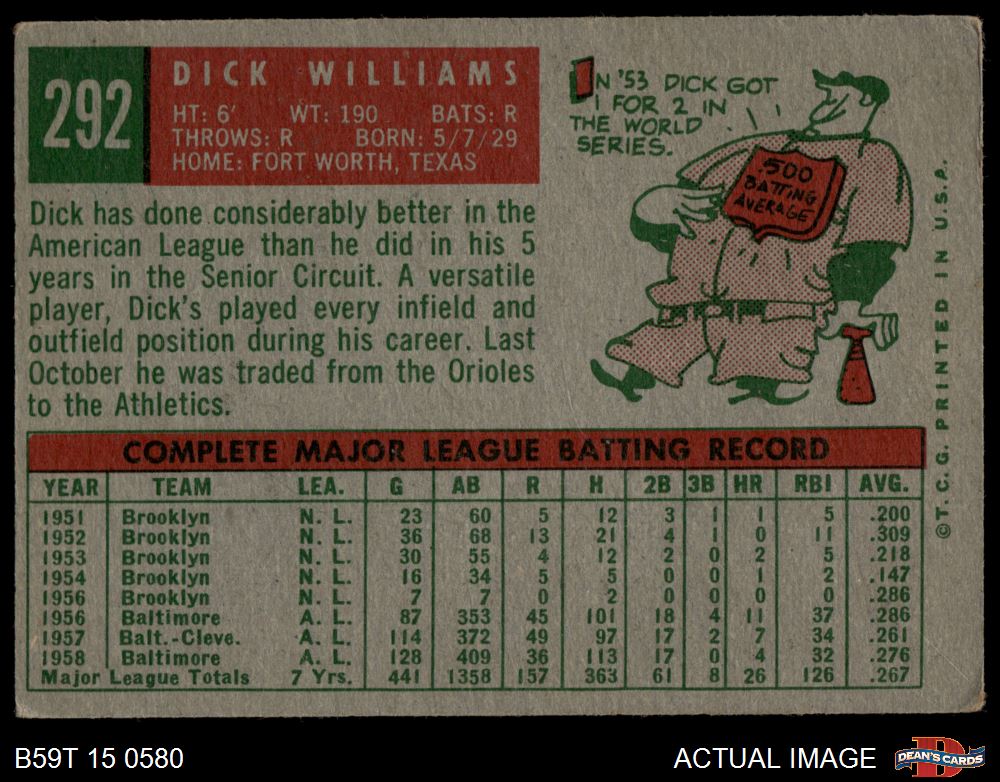 292
DICK WILLIAMS
HT: 6' WT: 190 BATS: R
THROWS: R BORN: 5/7/29
HOME: FORT WORTH, TEXAS
IN '53 DICK GOT
1 FOR 2 IN
THE WORLD
SERIES.
.500
BATTING
AVERAGE
Dick has done considerably better in the
American League than he did in his 5
years in the Senior Circuit. A versatile
player, Dick's played every infield and
outfield position during his career. Last
October he was traded from the Orioles
to the Athletics.
COMPLETE MAJOR LEAGUE BATTING RECORD
YEAR TEAM LEA. G AB R H 2B 3B HR RBI AVG.
1951 Brooklyn N. L. 23 60 5 12 3 1 1 5 .200
1952 Brooklyn N. L. 36 68 13 21 4 1 0 11 .309
1953 Brooklyn N. L. 30 55 4 12 2 0 2 5 .218
1954 Brooklyn N. L. 16 34 5 5 0 0 1 2 .147
1956 Brooklyn N. L. 7 7 0 2 0 0 0 0 .286
1956 Baltimore A. L. 87 353 45 101 18 4 11 37 .286
1957 Balt.-Cleve. A. L. 114 372 49 97 17 2 7 34 .261
1958 Baltimore A. L. 128 409 36 113 17 0 4 32 .276
Major League Totals 7 Yrs. 441 1358 157 363 61 8 26 126 .267
© T. C. G. PRINTED IN U.S.A.
B59T 15 0580
ACTUAL IMAGE
D
DEAN'S CARDS